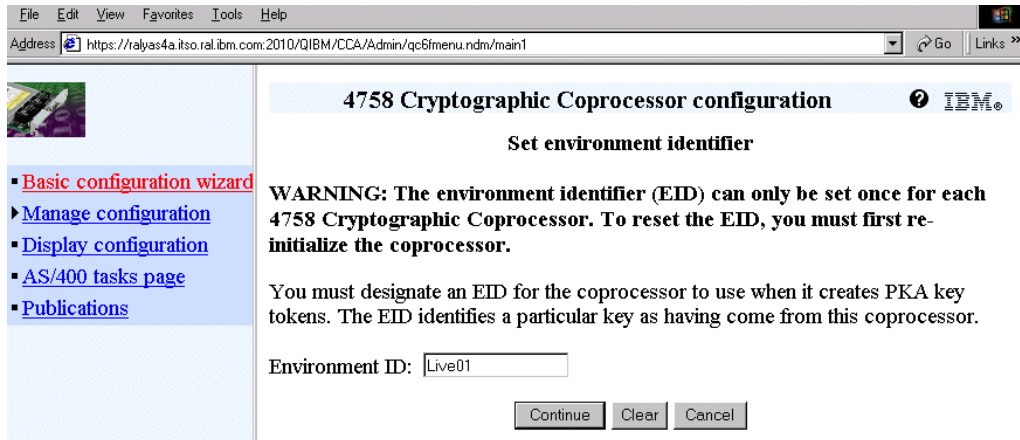 File Edit View Favorites Tools Help
Address https://ralyas4a.itso.ral.ibm.com:2010/QIBM/CCA/Admin/qc6fmenu.ndm/main1 Go Links »
4758 Cryptographic Coprocessor configuration ? IBM®
Set environment identifier
Basic configuration wizard
Manage configuration
Display configuration
AS/400 tasks page
Publications
WARNING: The environment identifier (EID) can only be set once for each
4758 Cryptographic Coprocessor. To reset the EID, you must first re-
initialize the coprocessor.
You must designate an EID for the coprocessor to use when it creates PKA key
tokens. The EID identifies a particular key as having come from this coprocessor.
Environment ID: Live01
Continue Clear Cancel